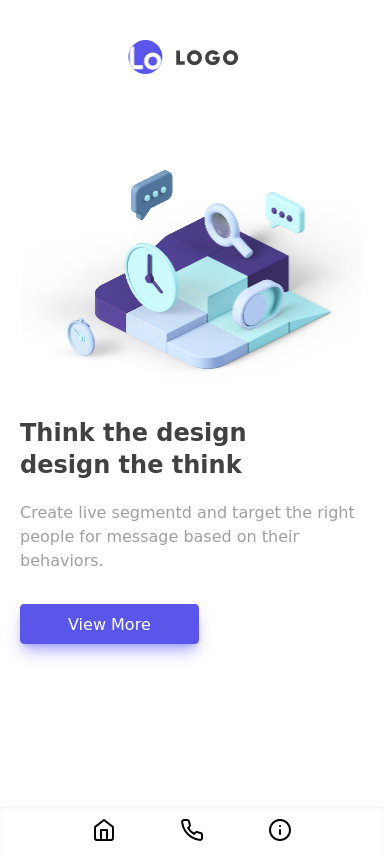 Lo LOGO
Think the design
design the think
Create live segmentd and target the right
people for message based on their
behaviors.
View More